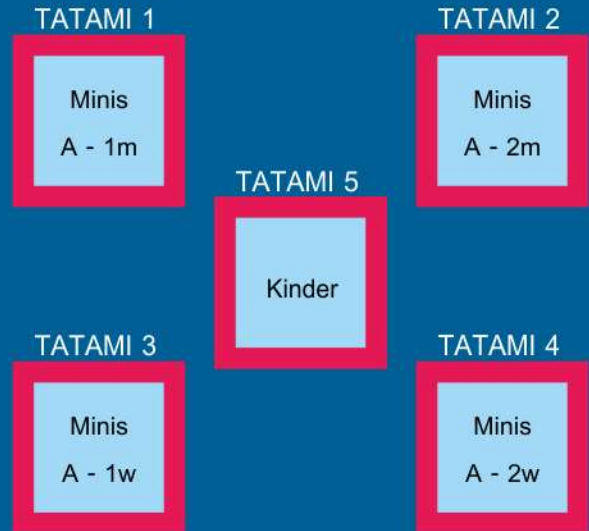 TATAMI 1
Minis
A - 1m
TATAMI 2
Minis
A - 2m
TATAMI 5
Kinder
TATAMI 3
Minis
A - 1w
TATAMI 4
Minis
A - 2w